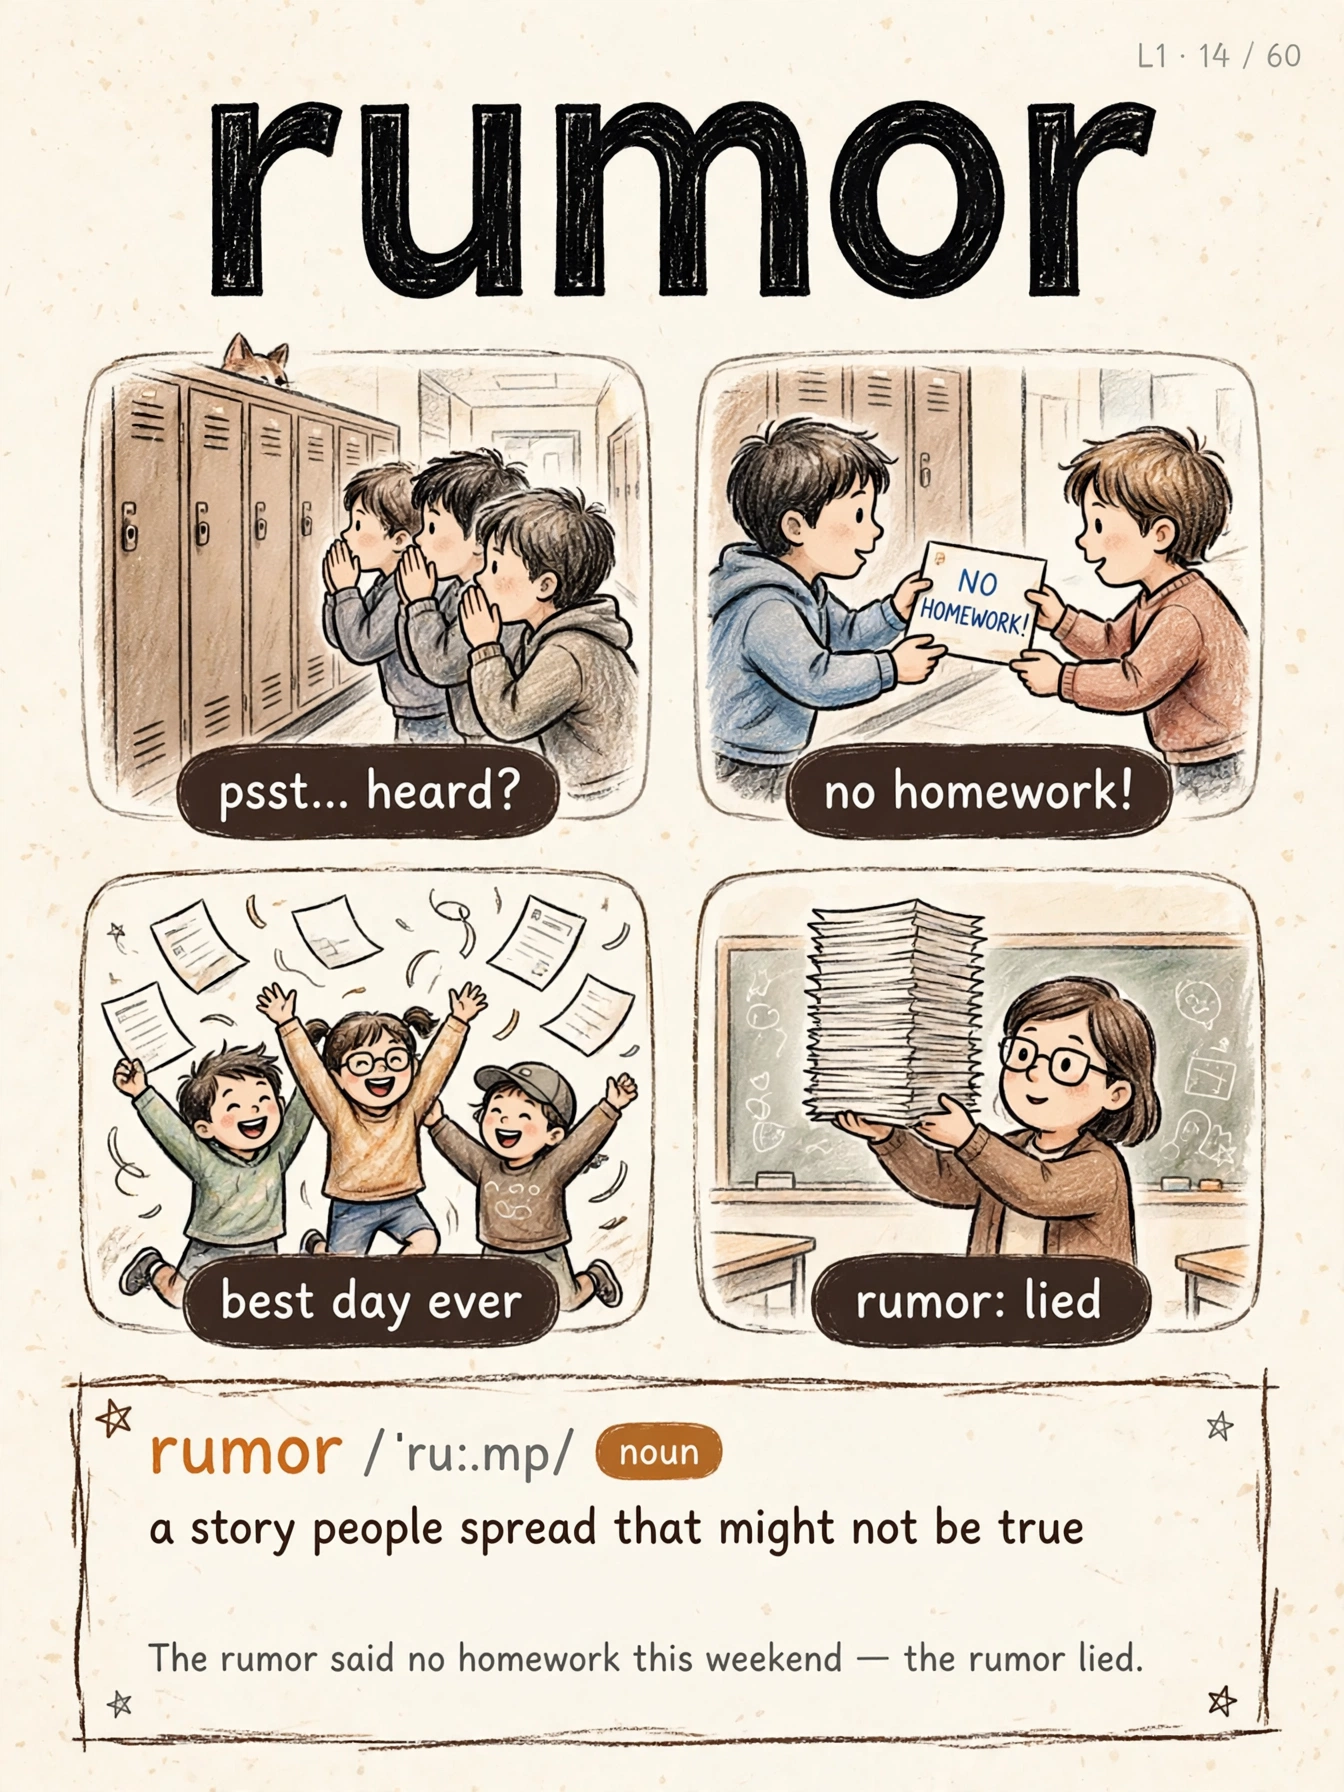 L1 · 14 / 60
rumor
psst... heard?
NO
HOMEWORK!
no homework!
best day ever
rumor: lied
rumor /ˈruː.mp/ noun
a story people spread that might not be true
The rumor said no homework this weekend — the rumor lied.